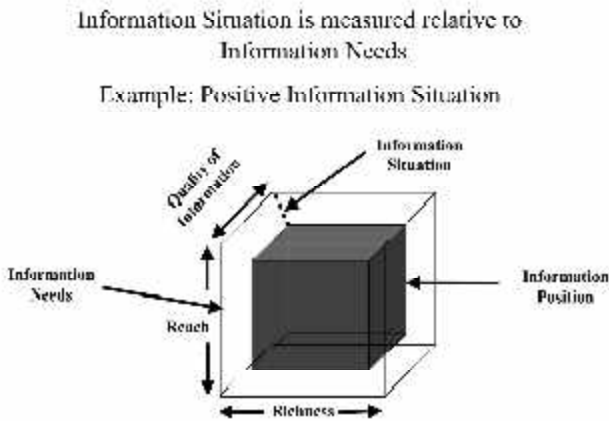 Information Situation is measured relative to
Information Needs
Example: Positive Information Situation
Information
Situation
Quality of
Information
Information
Needs
Information
Position
Reach
Richness